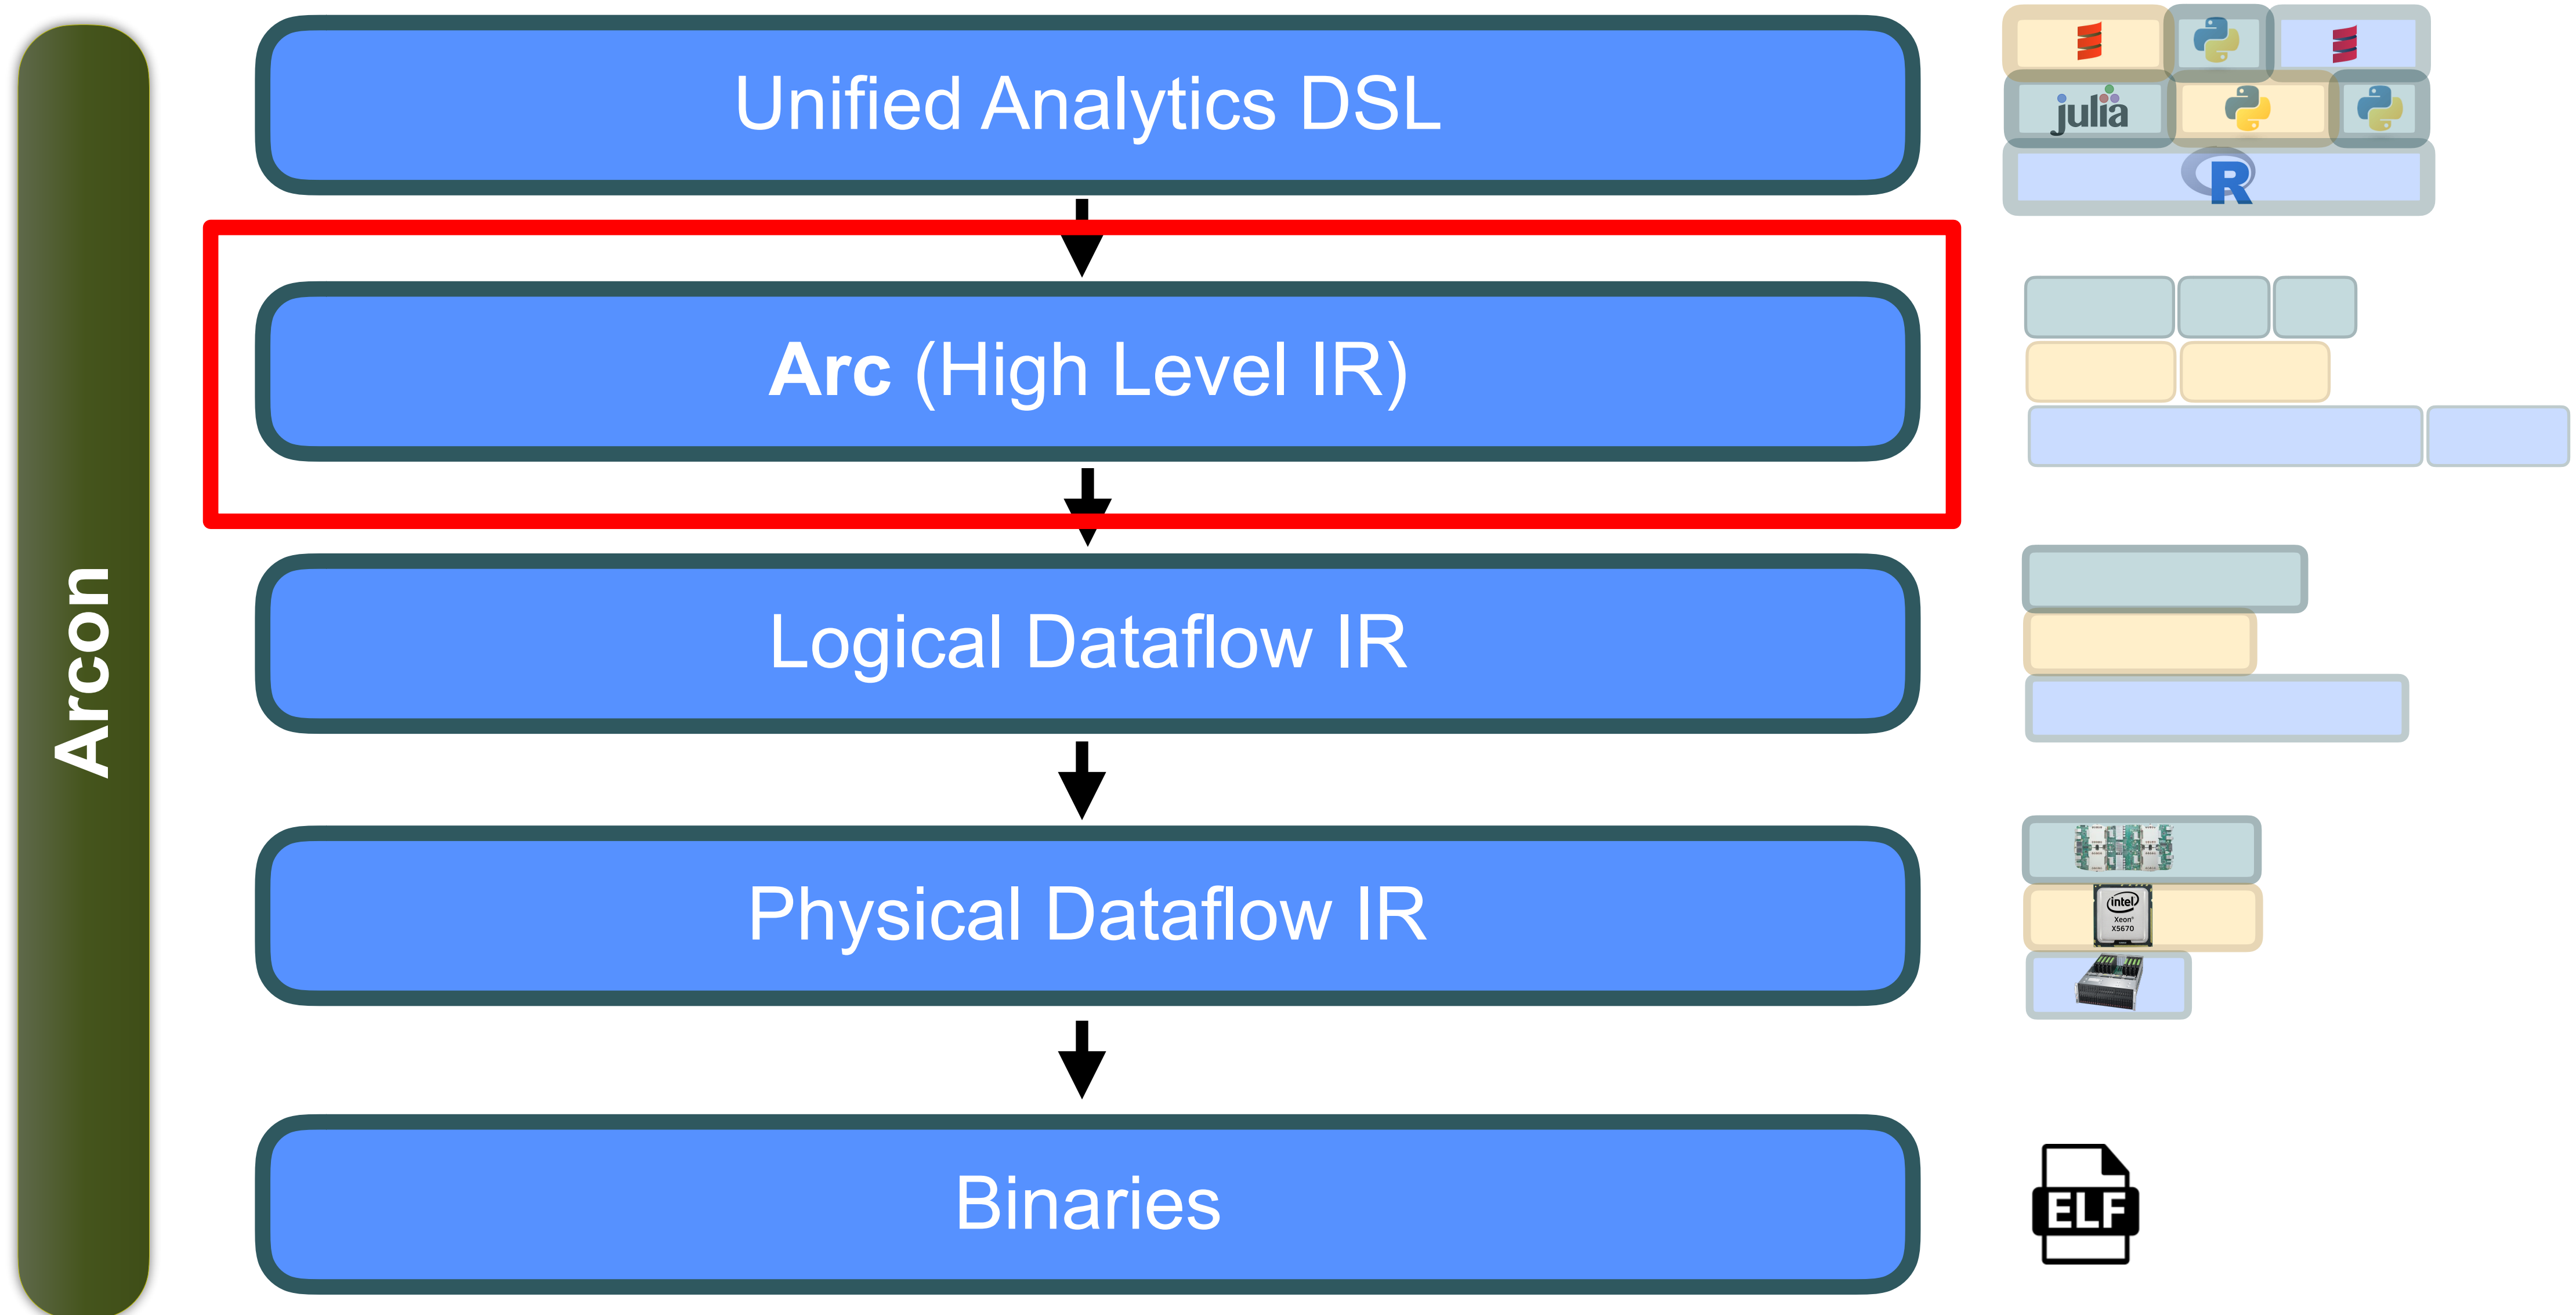 Arcon
Unified Analytics DSL
julia
R
Arc (High Level IR)
Logical Dataflow IR
Physical Dataflow IR
intel
Xeon®
X5670
Binaries
ELF